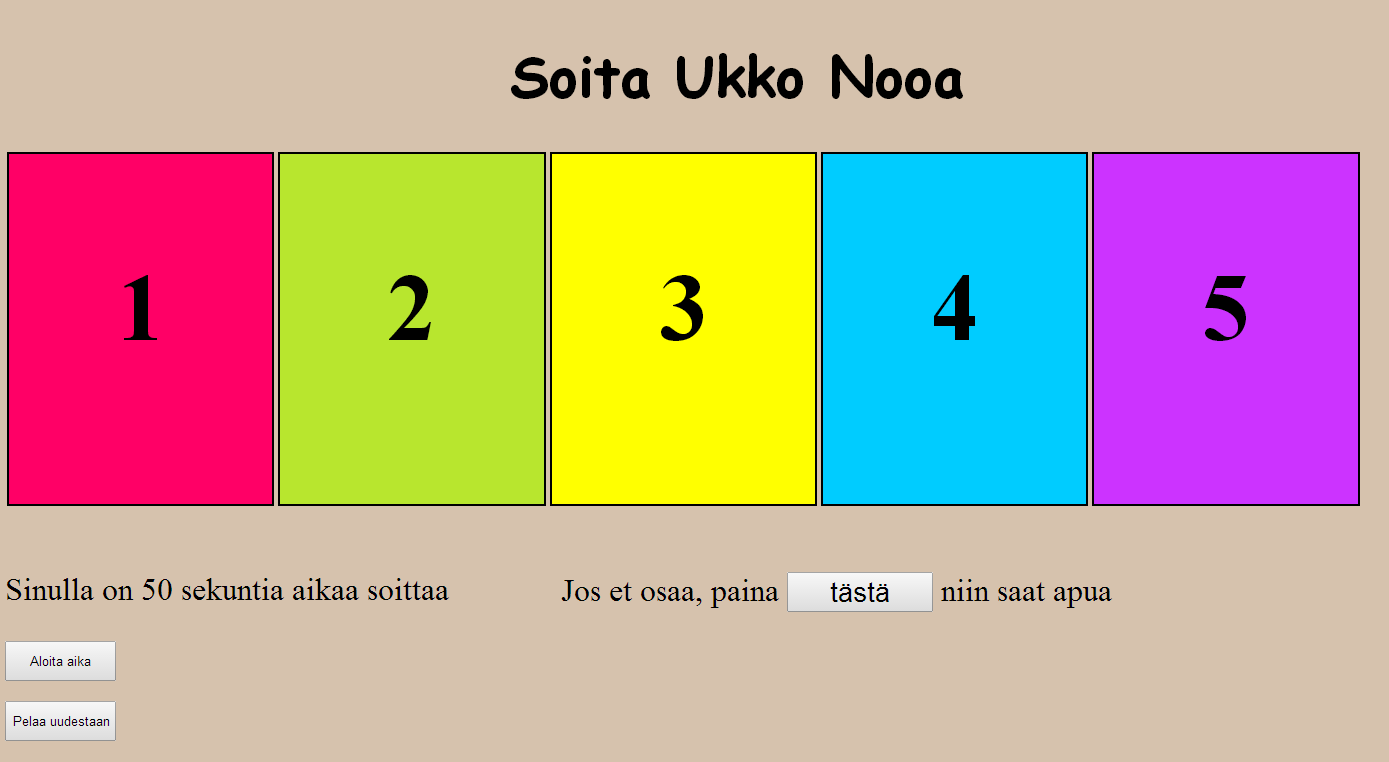 Soita Ukko Nooa
1 2 3 4 5
Sinulla on 50 sekuntia aikaa soittaa
Jos et osaa, paina tästä niin saat apua
Aloita aika
Pelaa uudestaan